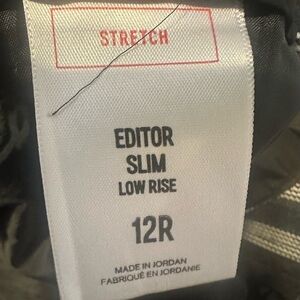 STRETCH
EDITOR
SLIM
LOW RISE
12R
MADE IN JORDAN
FABRIQUÉ EN JORDANIE